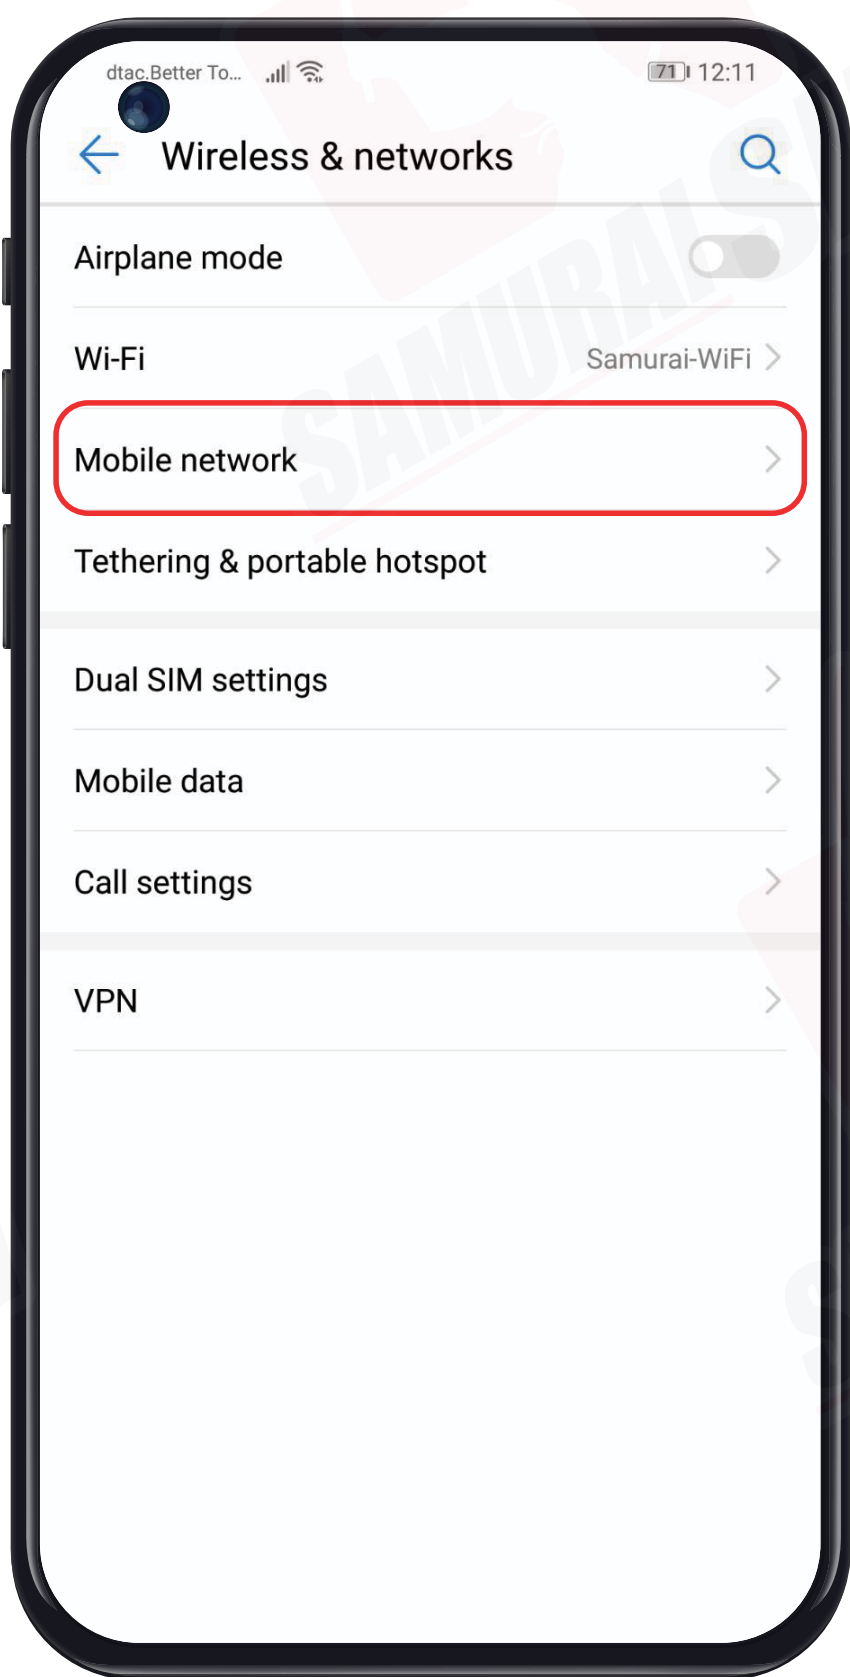 dtac.Better To... 71 12:11
Wireless & networks
Airplane mode
Wi-Fi Samurai-WiFi
Mobile network
Tethering & portable hotspot
Dual SIM settings
Mobile data
Call settings
VPN
SAMURAI S